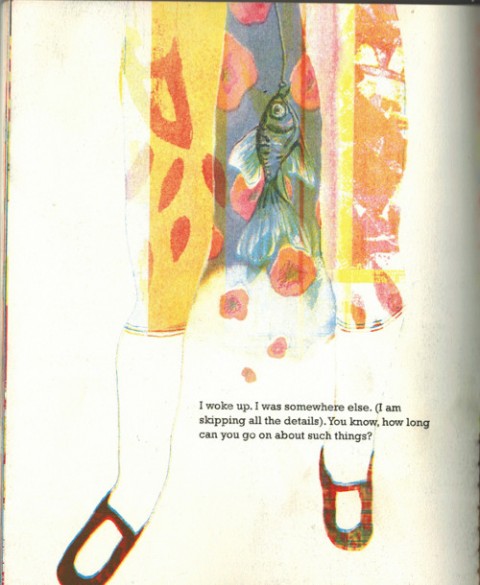 I woke up. I was somewhere else. (I am
skipping all the details). You know, how long
can you go on about such things?